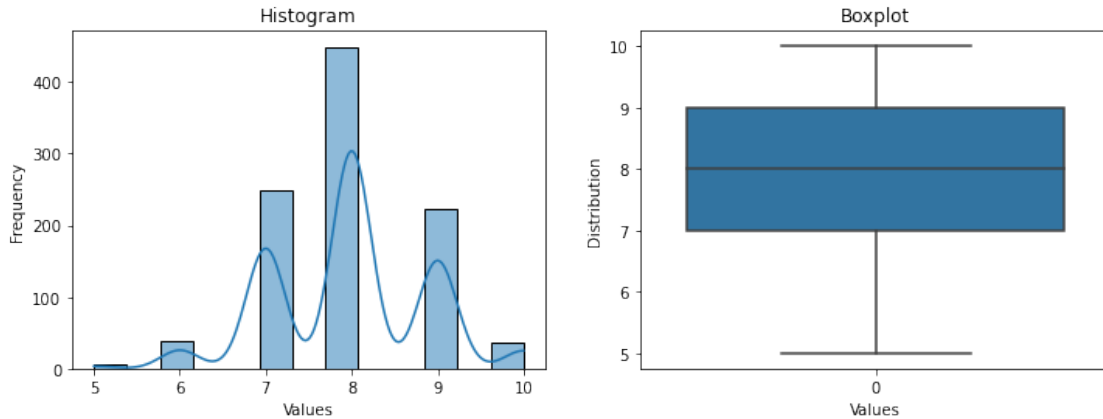 Histogram
Frequency
400
300
200
100
0
5 6 7 8 9 10
Values
Boxplot
Distribution
10
9
8
7
6
5
0
Values